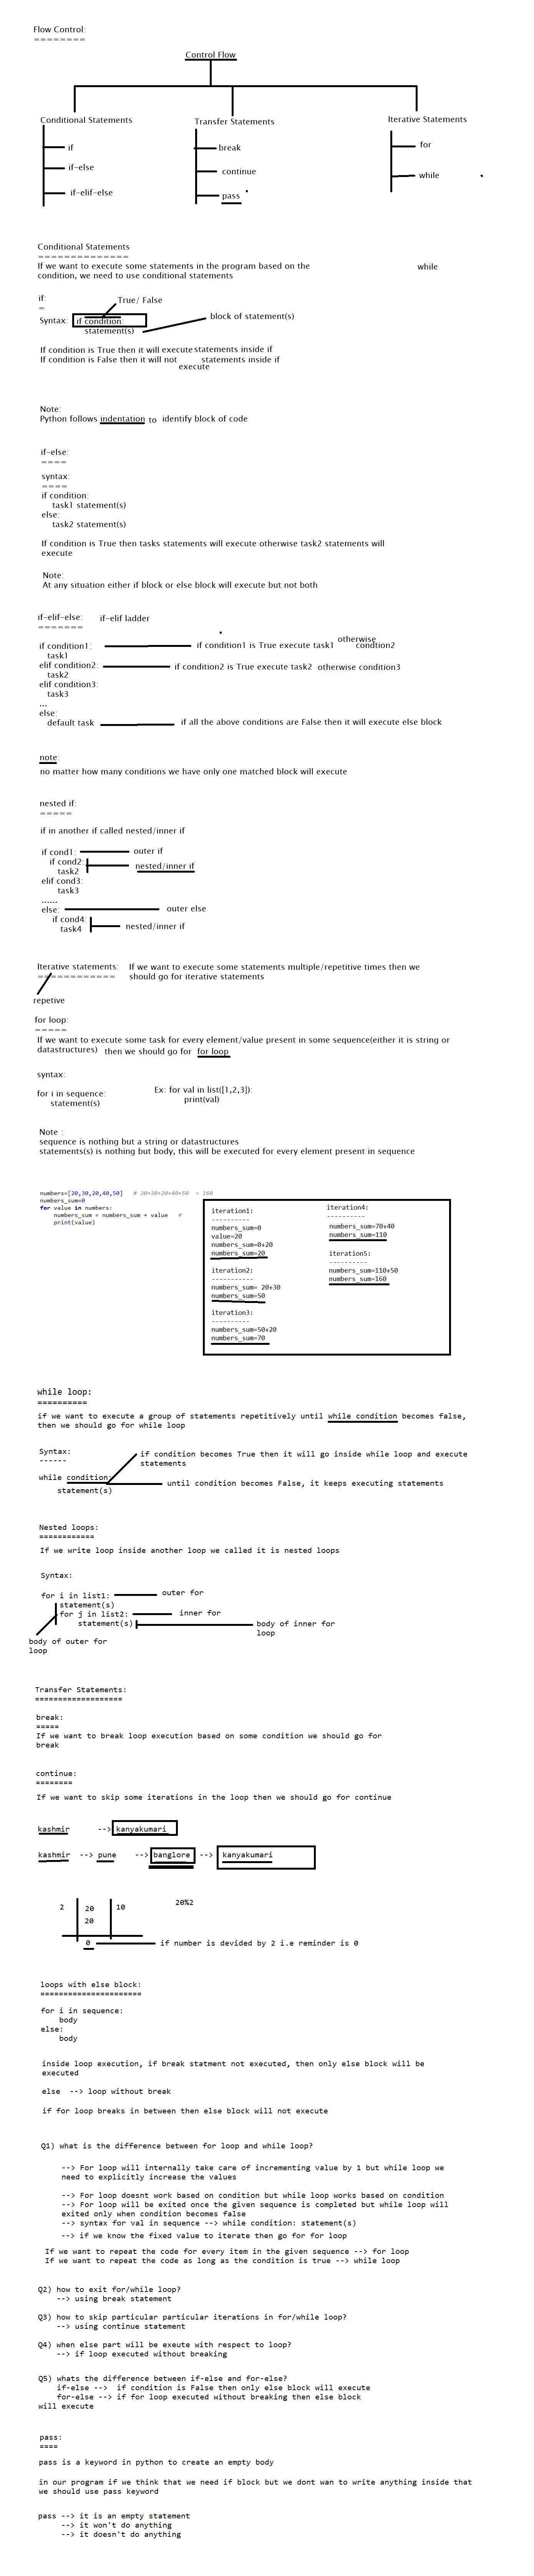 Flow Control:
========
Control Flow
Conditional Statements
Transfer Statements
Iterative Statements
if
if-else
if-elif-else
break
continue
pass
for
while
Conditional Statements
==============
If we want to execute some statements in the program based on the
condition, we need to use conditional statements
while
if:
=
True/ False
Syntax: if condition:
statement(s)
block of statement(s)
If condition is True then it will execute statements inside if
If condition is False then it will not execute statements inside if
Note:
Python follows indentation to identify block of code
if-else:
====
syntax:
====
if condition:
task1 statement(s)
else:
task2 statement(s)
If condition is True then tasks statements will execute otherwise task2 statements will
execute
Note:
At any situation either if block or else block will execute but not both
if-elif-else: if-elif ladder
=======
if condition1: if condition1 is True execute task1 otherwise condtion2
task1
elif condition2: if condition2 is True execute task2 otherwise condition3
task2
elif condition3:
task3
...
else:
default task if all the above conditions are False then it will execute else block
note:
no matter how many conditions we have only one matched block will execute
nested if:
=====
if in another if called nested/inner if
if cond1: outer if
if cond2:
task2 nested/inner if
elif cond3:
task3
......
else: outer else
if cond4:
task4 nested/inner if
Iterative statements: If we want to execute some statements multiple/repetitive times then we
============ should go for iterative statements
repetive
for loop:
=====
If we want to execute some task for every element/value present in some sequence(either it is string or
datastructures) then we should go for for loop
syntax:
for i in sequence:
statement(s)
Ex: for val in list([1,2,3]):
print(val)
Note :
sequence is nothing but a string or datastructures
statements(s) is nothing but body, this will be executed for every element present in sequence
numbers=[20,30,20,40,50] # 20+30+20+40+50 = 160
numbers_sum=0
for value in numbers:
numbers_sum = numbers_sum + value #
print(value)
iteration1:
----------
numbers_sum=0
value=20
numbers_sum=0+20
numbers_sum=20
iteration2:
-----------
numbers_sum= 20+30
numbers_sum=50
iteration3:
----------
numbers_sum=50+20
numbers_sum=70
iteration4:
----------
numbers_sum=70+40
numbers_sum=110
iteration5:
----------
numbers_sum=110+50
numbers_sum=160
while loop:
==========
if we want to execute a group of statements repetitively until while condition becomes false,
then we should go for while loop
Syntax:
------
if condition becomes True then it will go inside while loop and execute
statements
while condition:
statement(s)
until condition becomes False, it keeps executing statements
Nested loops:
============
If we write loop inside another loop we called it is nested loops
Syntax:
for i in list1: outer for
statement(s)
for j in list2: inner for
statement(s)
body of inner for
loop
body of outer for
loop
Transfer Statements:
===================
break:
=====
If we want to break loop execution based on some condition we should go for
break
continue:
========
If we want to skip some iterations in the loop then we should go for continue
kashmir --> kanyakumari
kashmir --> pune --> banglore --> kanyakumari
2 20 10 20%2
20
0 if number is devided by 2 i.e reminder is 0
loops with else block:
======================
for i in sequence:
body
else:
body
inside loop execution, if break statment not executed, then only else block will be
executed
else --> loop without break
if for loop breaks in between then else block will not execute
Q1) what is the difference between for loop and while loop?
--> For loop will internally take care of incrementing value by 1 but while loop we
need to explicitly increase the values
--> For loop doesnt work based on condition but while loop works based on condition
--> For loop will be exited once the given sequence is completed but while loop will
exited only when condition becomes false
--> syntax for val in sequence --> while condition: statement(s)
--> if we know the fixed value to iterate then go for for loop
If we want to repeat the code for every item in the given sequence --> for loop
If we want to repeat the code as long as the condition is true --> while loop
Q2) how to exit for/while loop?
--> using break statement
Q3) how to skip particular particular iterations in for/while loop?
--> using continue statement
Q4) when else part will be exeute with respect to loop?
--> if loop executed without breaking
Q5) whats the difference between if-else and for-else?
if-else --> if condition is False then only else block will execute
for-else --> if for loop executed without breaking then else block
will execute
pass:
====
pass is a keyword in python to create an empty body
in our program if we think that we need if block but we dont wan to write anything inside that
we should use pass keyword
pass --> it is an empty statement
--> it won't do anything
--> it doesn't do anything